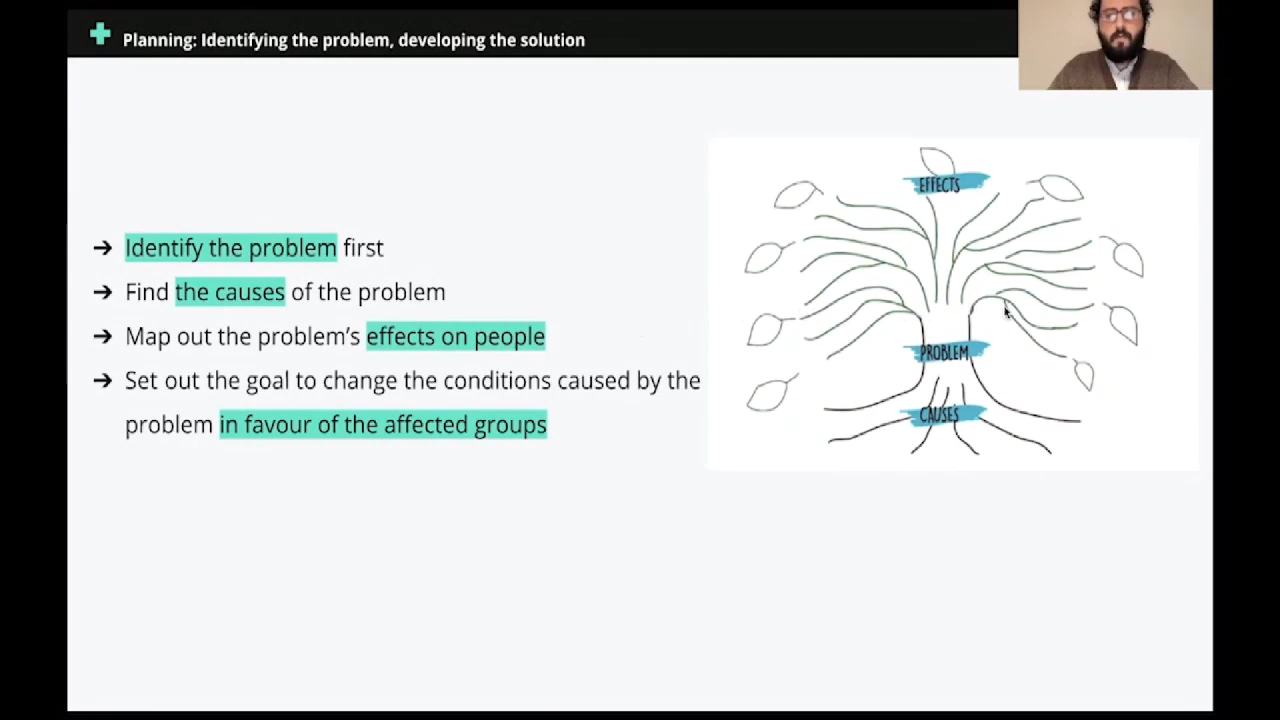 Planning: Identifying the problem, developing the solution
→ Identify the problem first
→ Find the causes of the problem
→ Map out the problem’s effects on people
→ Set out the goal to change the conditions caused by the
problem in favour of the affected groups
EFFECTS
PROBLEM
CAUSES